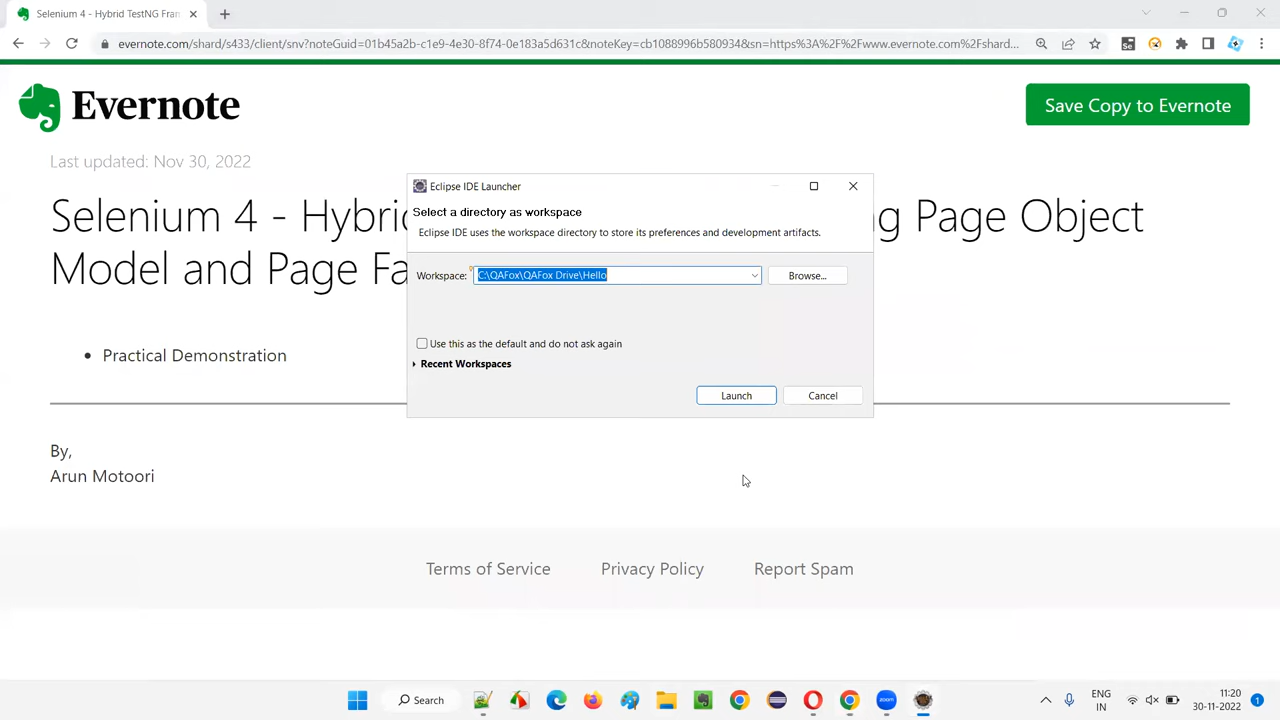 Selenium 4 - Hybrid TestNG Fran
evernote.com/shard/s433/client/snv?noteGuid=01b45a2b-
-4e30-9f74-0e183a5d631c&noteKey=cb1088996b580934&sn=https%3A%2F%2Fwww.evernote.com%2Fshard...
Evernote
Save Copy to Evernote
Last updated: Nov 30, 2022
Selenium 4 - Hybri
g Page Object
Model and Page Fa
Eclipse IDE Launcher
Select a directory as workspace
Eclipse IDE uses the workspace directory to store its preferences and development artifacts.
Workspace:
C:\QAFox\QAFox Drive\Hello
Browse...
Use this as the default and do not ask again
Recent Workspaces
Launch
Cancel
Practical Demonstration
By,
Arun Motoori
Terms of Service
Privacy Policy
Report Spam
Search
ENG
IN
11:20
30-11-2022
1